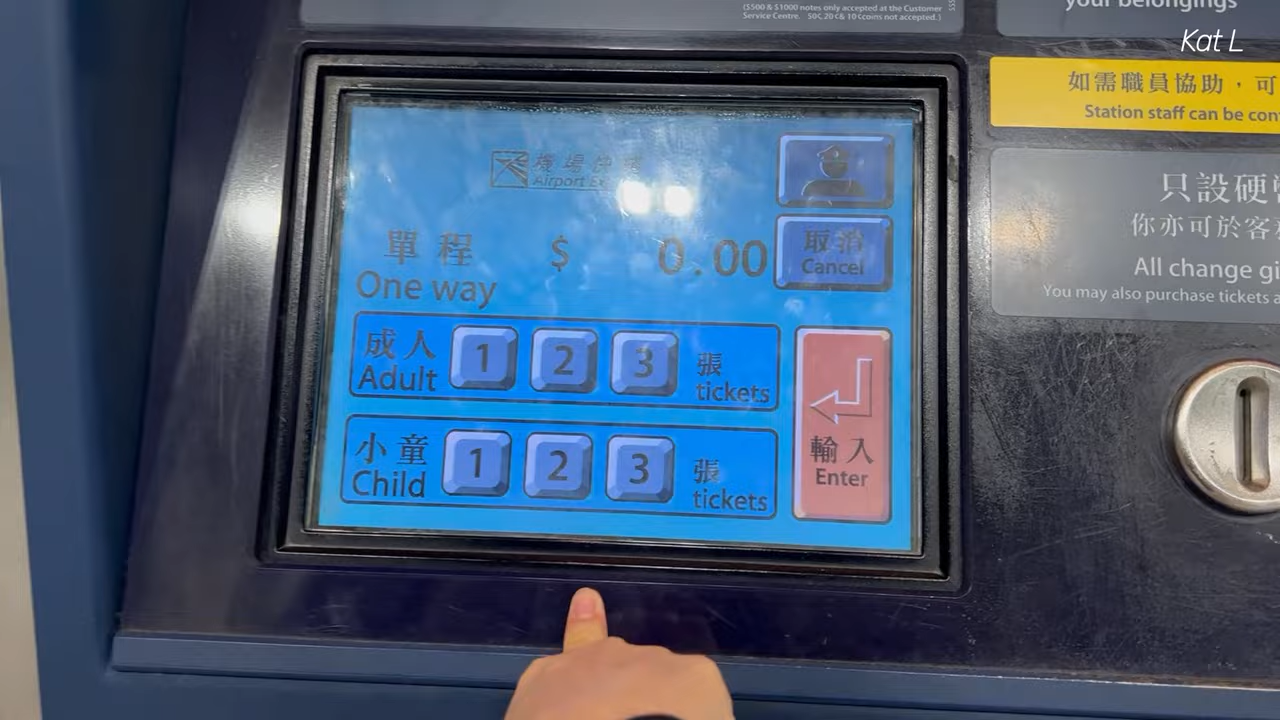 ($500 & $1000 notes only accepted at the Customer
Service Centre. 50¢, 20¢ & 10¢ coins not accepted.)
your belongings
Kat L
如需職員協助，可
Station staff can be con
機場快
Airport Ex
單程 $ 0.00
One way
取消
Cancel
成人 1 2 3 張
Adult tickets
小童 1 2 3 張
Child tickets
輸入
Enter
只設硬
你亦可於客
All change gi
You may also purchase tickets a